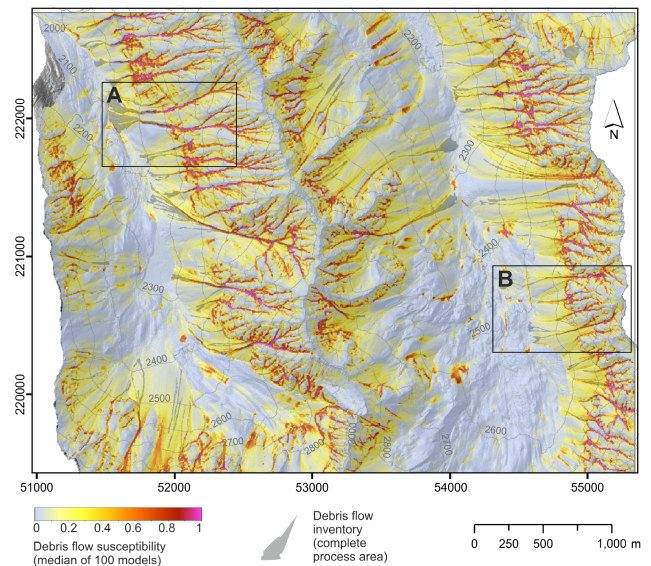 2000
2100
2200
A
222000
2200
2300
N
221000
2300
2400
B
2500
220000
2400
2500
2600
2700
2800
2700
2600
51000
52000
53000
54000
55000
0 0.2 0.4 0.6 0.8 1
Debris flow susceptibility
(median of 100 models)
Debris flow
inventory
(complete
process area)
0 250 500 1,000 m